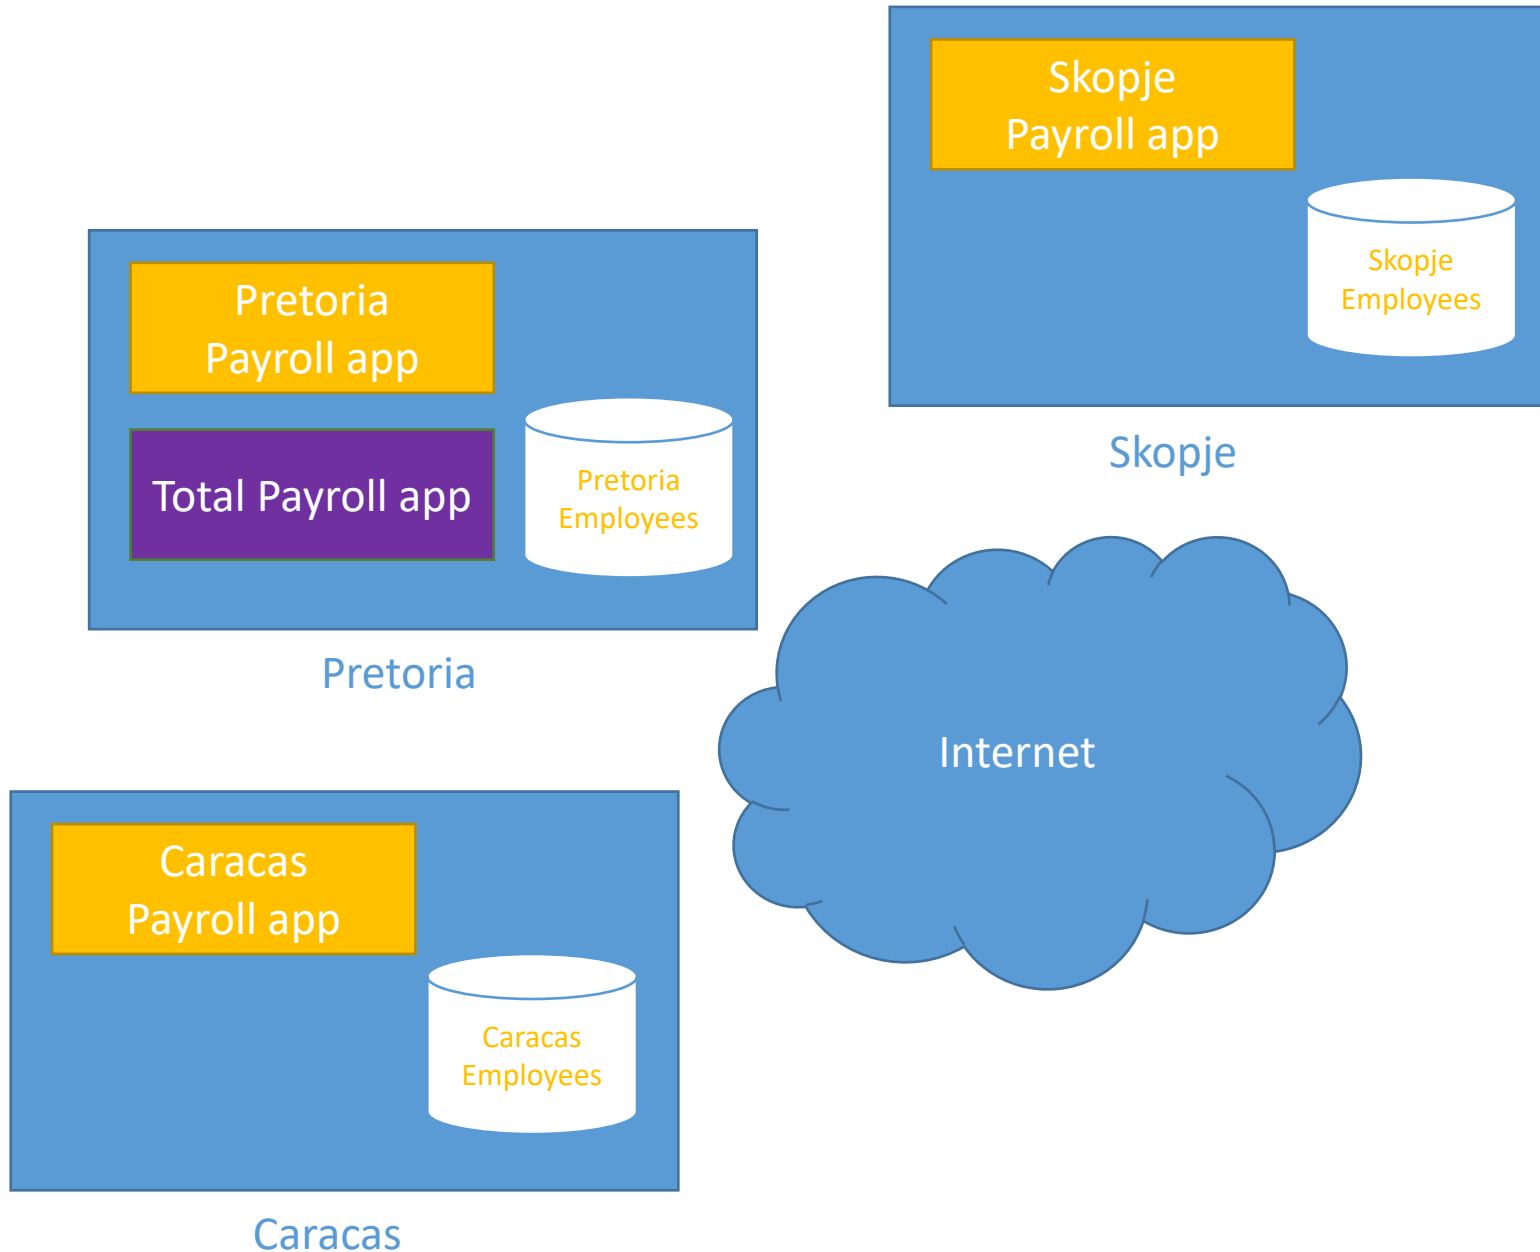 Skopje
Payroll app
Skopje
Employees
Skopje
Pretoria
Payroll app
Total Payroll app
Pretoria
Employees
Pretoria
Internet
Caracas
Payroll app
Caracas
Employees
Caracas